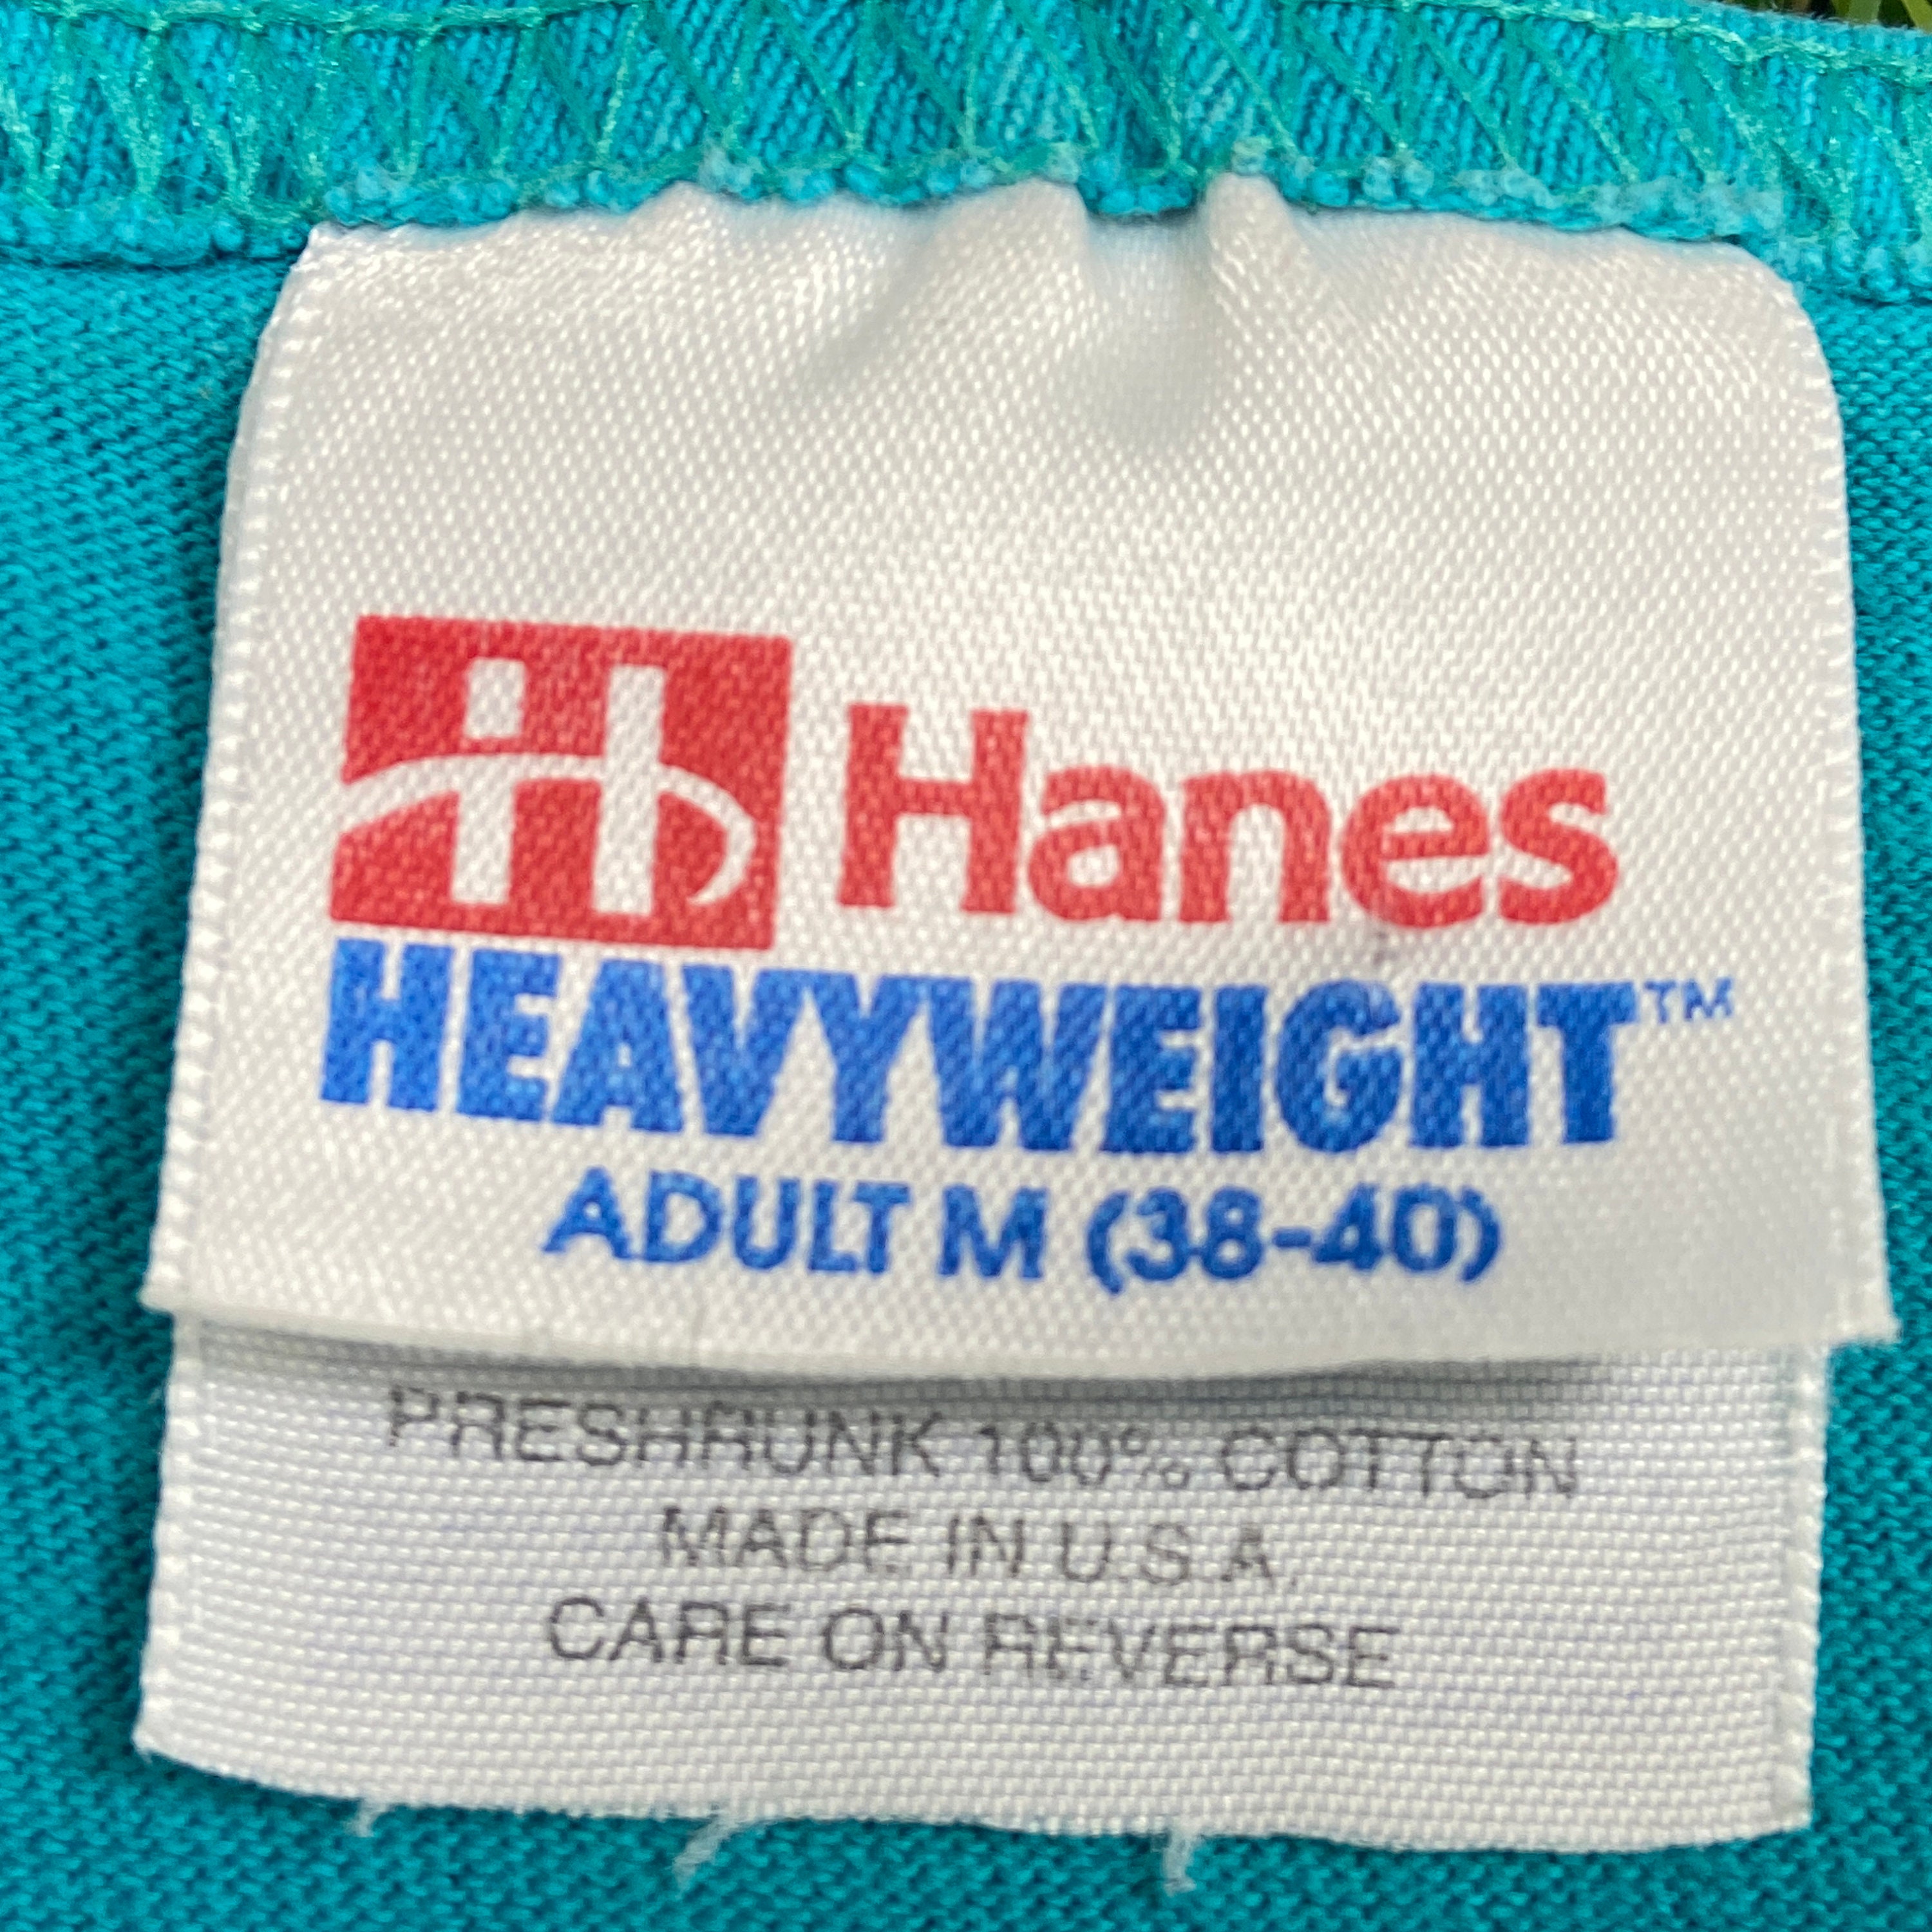 H Hanes
HEAVYWEIGHT™
ADULT M (38-40)
PRESHRUNK 100% COTTON
MADE IN U.S.A.
CARE ON REVERSE